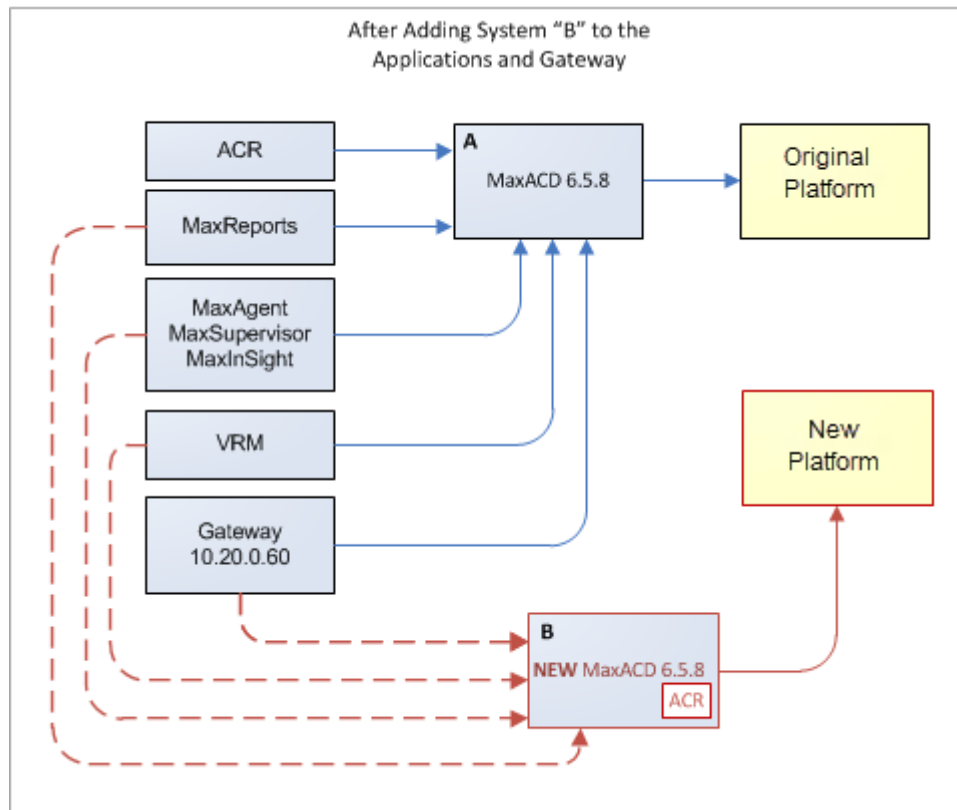 After Adding System “B” to the
Applications and Gateway
ACR
A
MaxACD 6.5.8
Original
Platform
MaxReports
MaxAgent
MaxSupervisor
MaxInSight
VRM
New
Platform
Gateway
10.20.0.60
B
NEW MaxACD 6.5.8
ACR